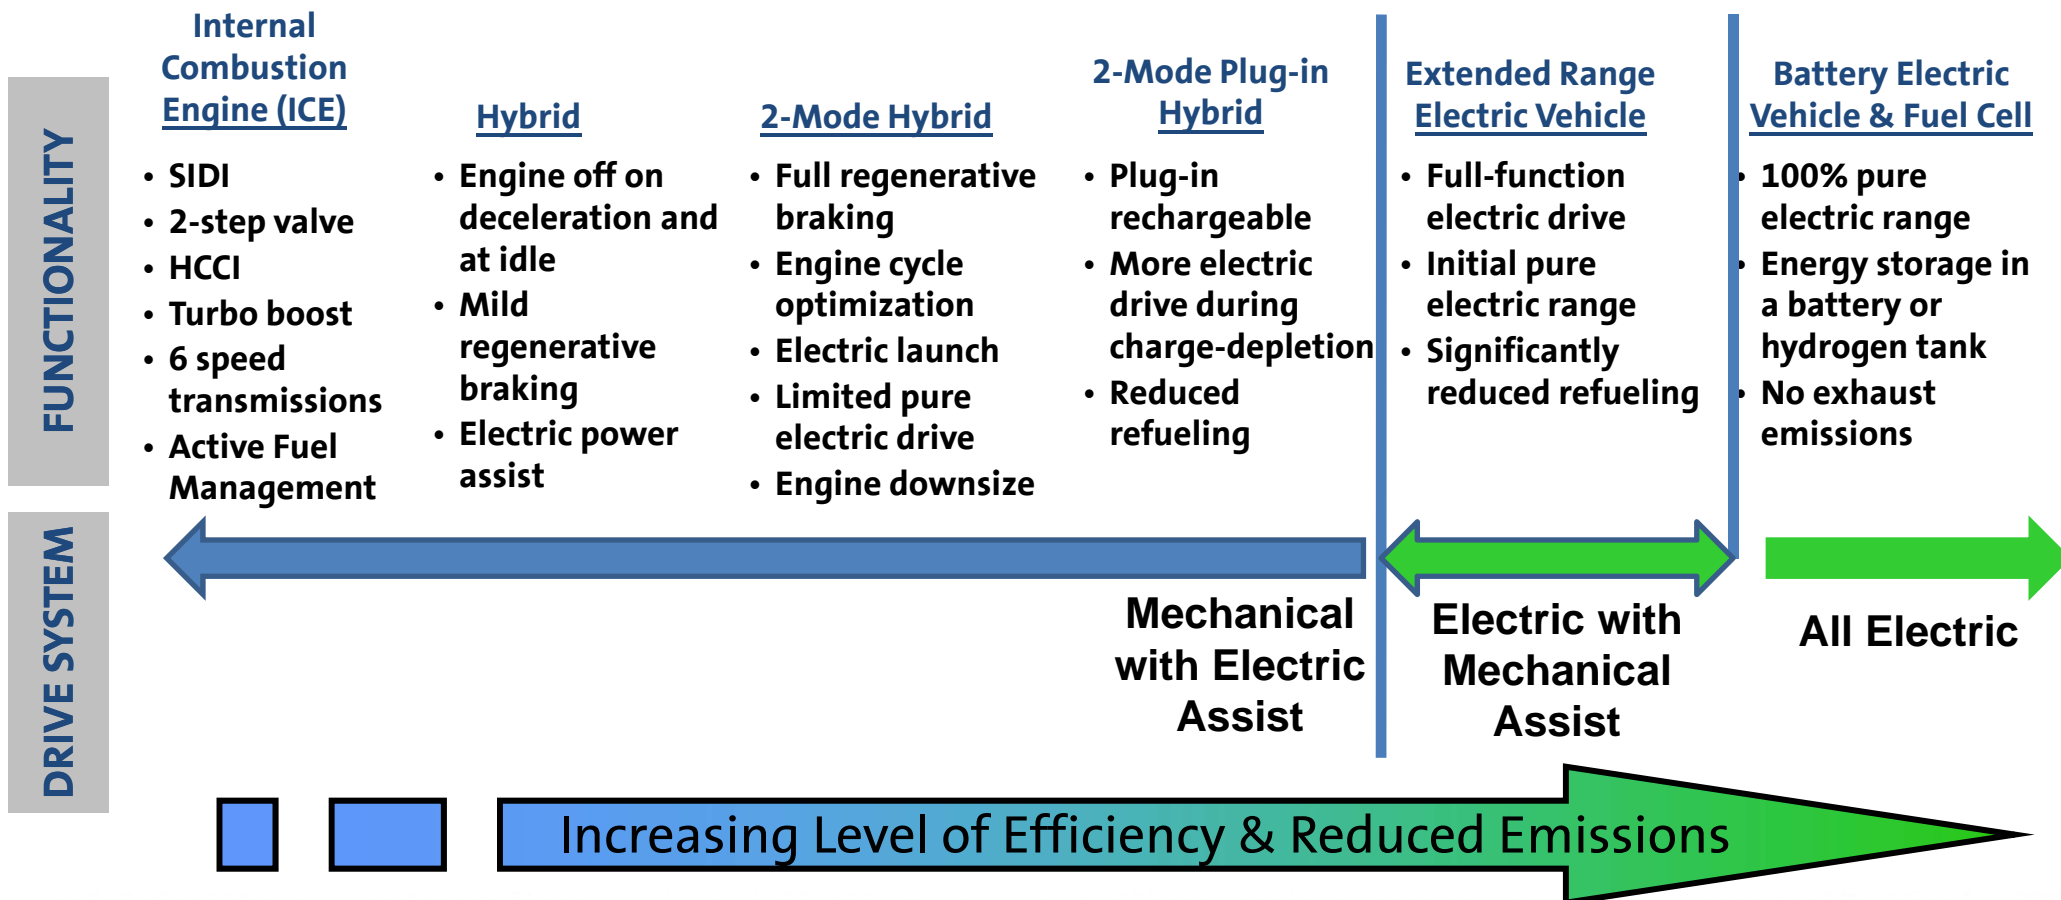 FUNCTIONALITY
Internal
Combustion
Engine (ICE)
• SIDI
• 2-step valve
• HCCI
• Turbo boost
• 6 speed
transmissions
• Active Fuel
Management
Hybrid
• Engine off on
deceleration and
at idle
• Mild
regenerative
braking
• Electric power
assist
2-Mode Hybrid
• Full regenerative
braking
• Engine cycle
optimization
• Electric launch
• Limited pure
electric drive
• Engine downsize
2-Mode Plug-in
Hybrid
• Plug-in
rechargeable
• More electric
drive during
charge-depletion
• Reduced
refueling
Extended Range
Electric Vehicle
• Full-function
electric drive
• Initial pure
electric range
• Significantly
reduced refueling
Battery Electric
Vehicle & Fuel Cell
• 100% pure
electric range
• Energy storage in
a battery or
hydrogen tank
• No exhaust
emissions
DRIVE SYSTEM
Mechanical
with Electric
Assist
Electric with
Mechanical
Assist
All Electric
Increasing Level of Efficiency & Reduced Emissions